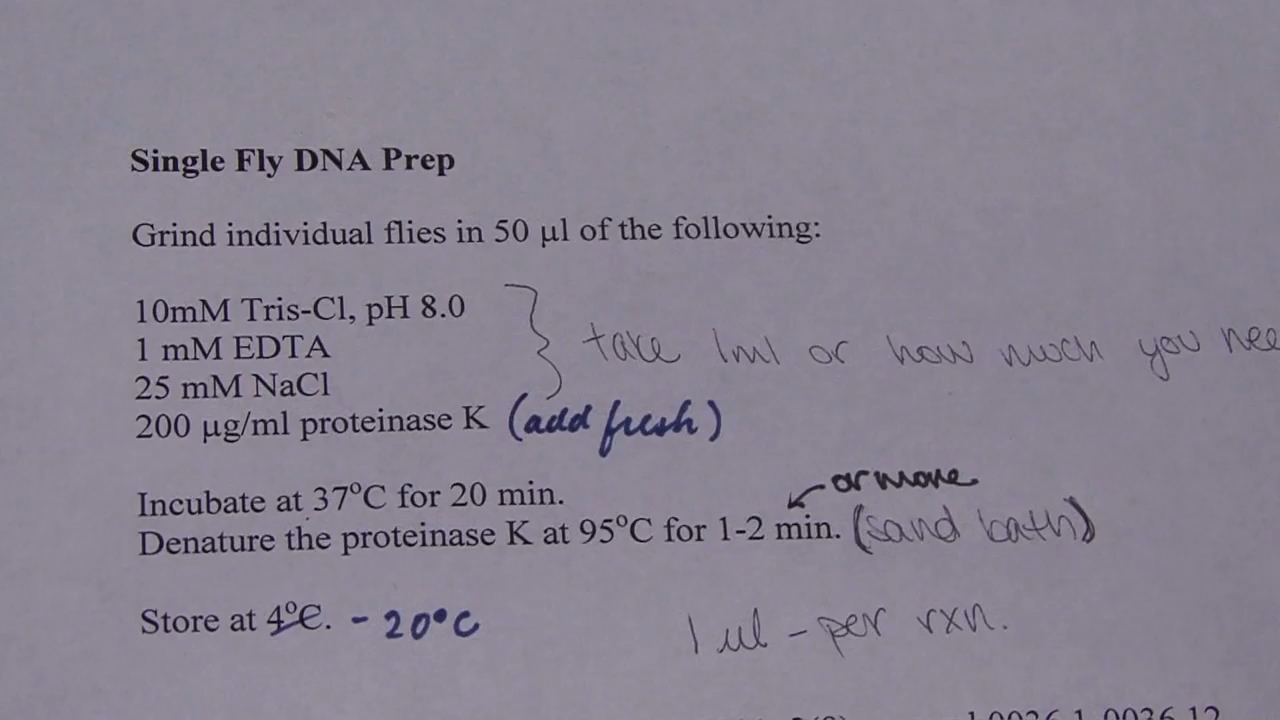 Single Fly DNA Prep
Grind individual flies in 50 µl of the following:
10mM Tris-Cl, pH 8.0
1 mM EDTA
take 1ml or how much you nee
25 mM NaCl
200 µg/ml proteinase K (add fresh)
or more
Incubate at 37°C for 20 min.
Denature the proteinase K at 95°C for 1-2 min. (sand bath)
Store at 4°C. - 20°C
1 ul - per rxn.